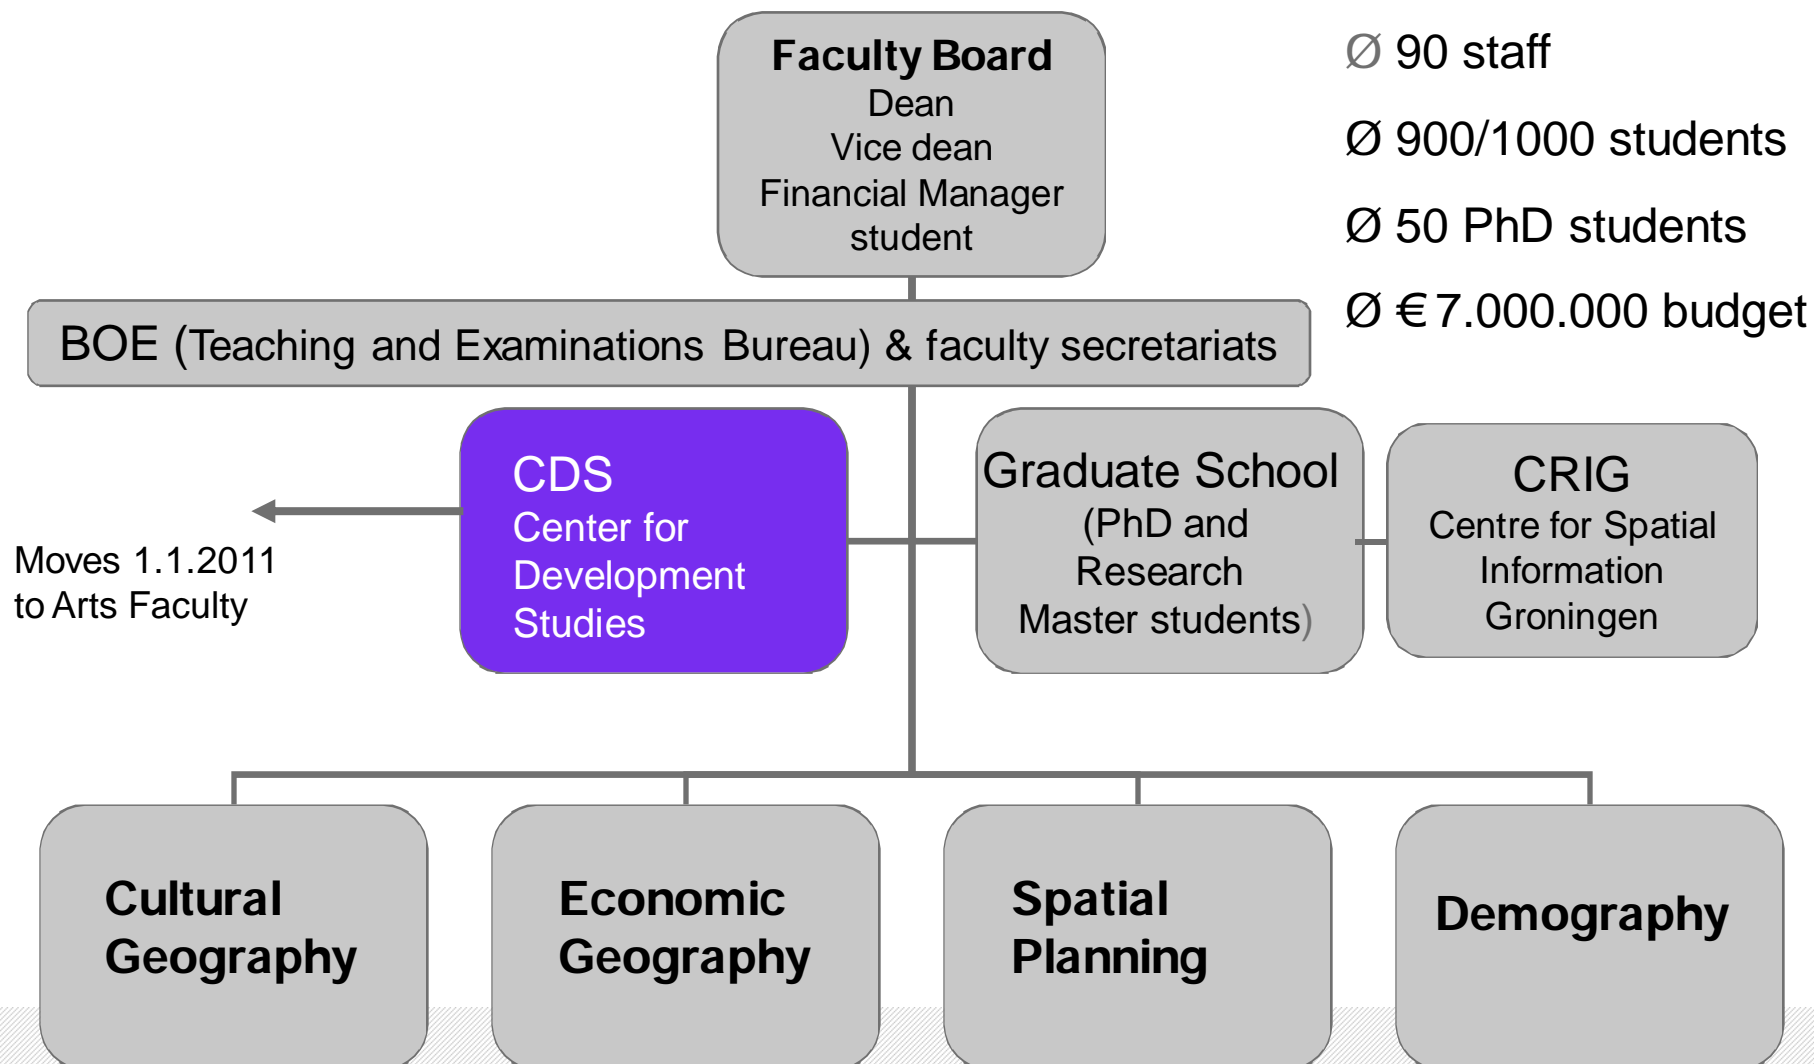 Faculty Board
Dean
Vice dean
Financial Manager
student
Ø 90 staff
Ø 900/1000 students
Ø 50 PhD students
Ø € 7.000.000 budget
BOE (Teaching and Examinations Bureau) & faculty secretariats
Moves 1.1.2011
to Arts Faculty
CDS
Center for
Development
Studies
Graduate School
(PhD and
Research
Master students)
CRIG
Centre for Spatial
Information
Groningen
Cultural
Geography
Economic
Geography
Spatial
Planning
Demography